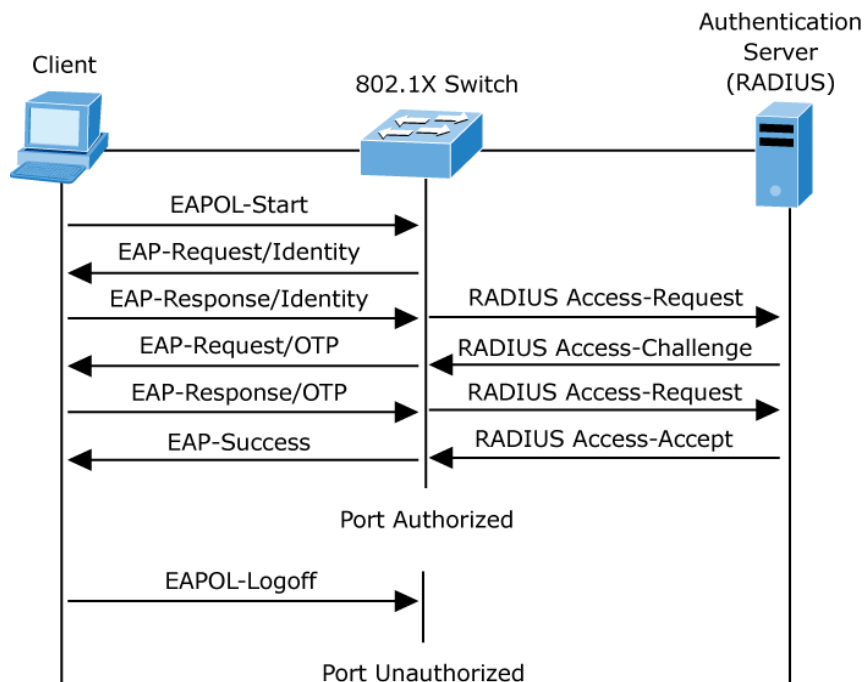 Authentication
Server
(RADIUS)
Client
802.1X Switch
EAPOL-Start
EAP-Request/Identity
EAP-Response/Identity
RADIUS Access-Request
EAP-Request/OTP
RADIUS Access-Challenge
EAP-Response/OTP
RADIUS Access-Request
EAP-Success
RADIUS Access-Accept
Port Authorized
EAPOL-Logoff
Port Unauthorized